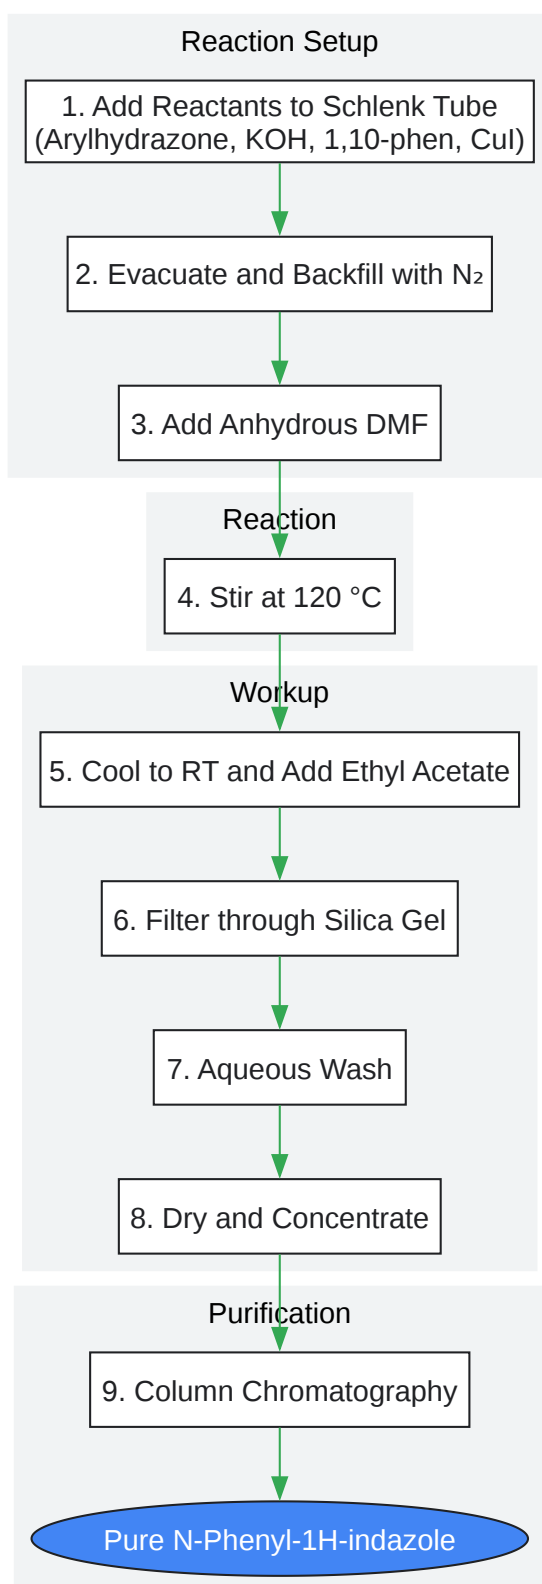 Reaction Setup
1. Add Reactants to Schlenk Tube
(Arylhydrazone, KOH, 1,10-phen, CuI)
2. Evacuate and Backfill with N₂
3. Add Anhydrous DMF
Reaction
4. Stir at 120 °C
Workup
5. Cool to RT and Add Ethyl Acetate
6. Filter through Silica Gel
7. Aqueous Wash
8. Dry and Concentrate
Purification
9. Column Chromatography
Pure N-Phenyl-1H-indazole